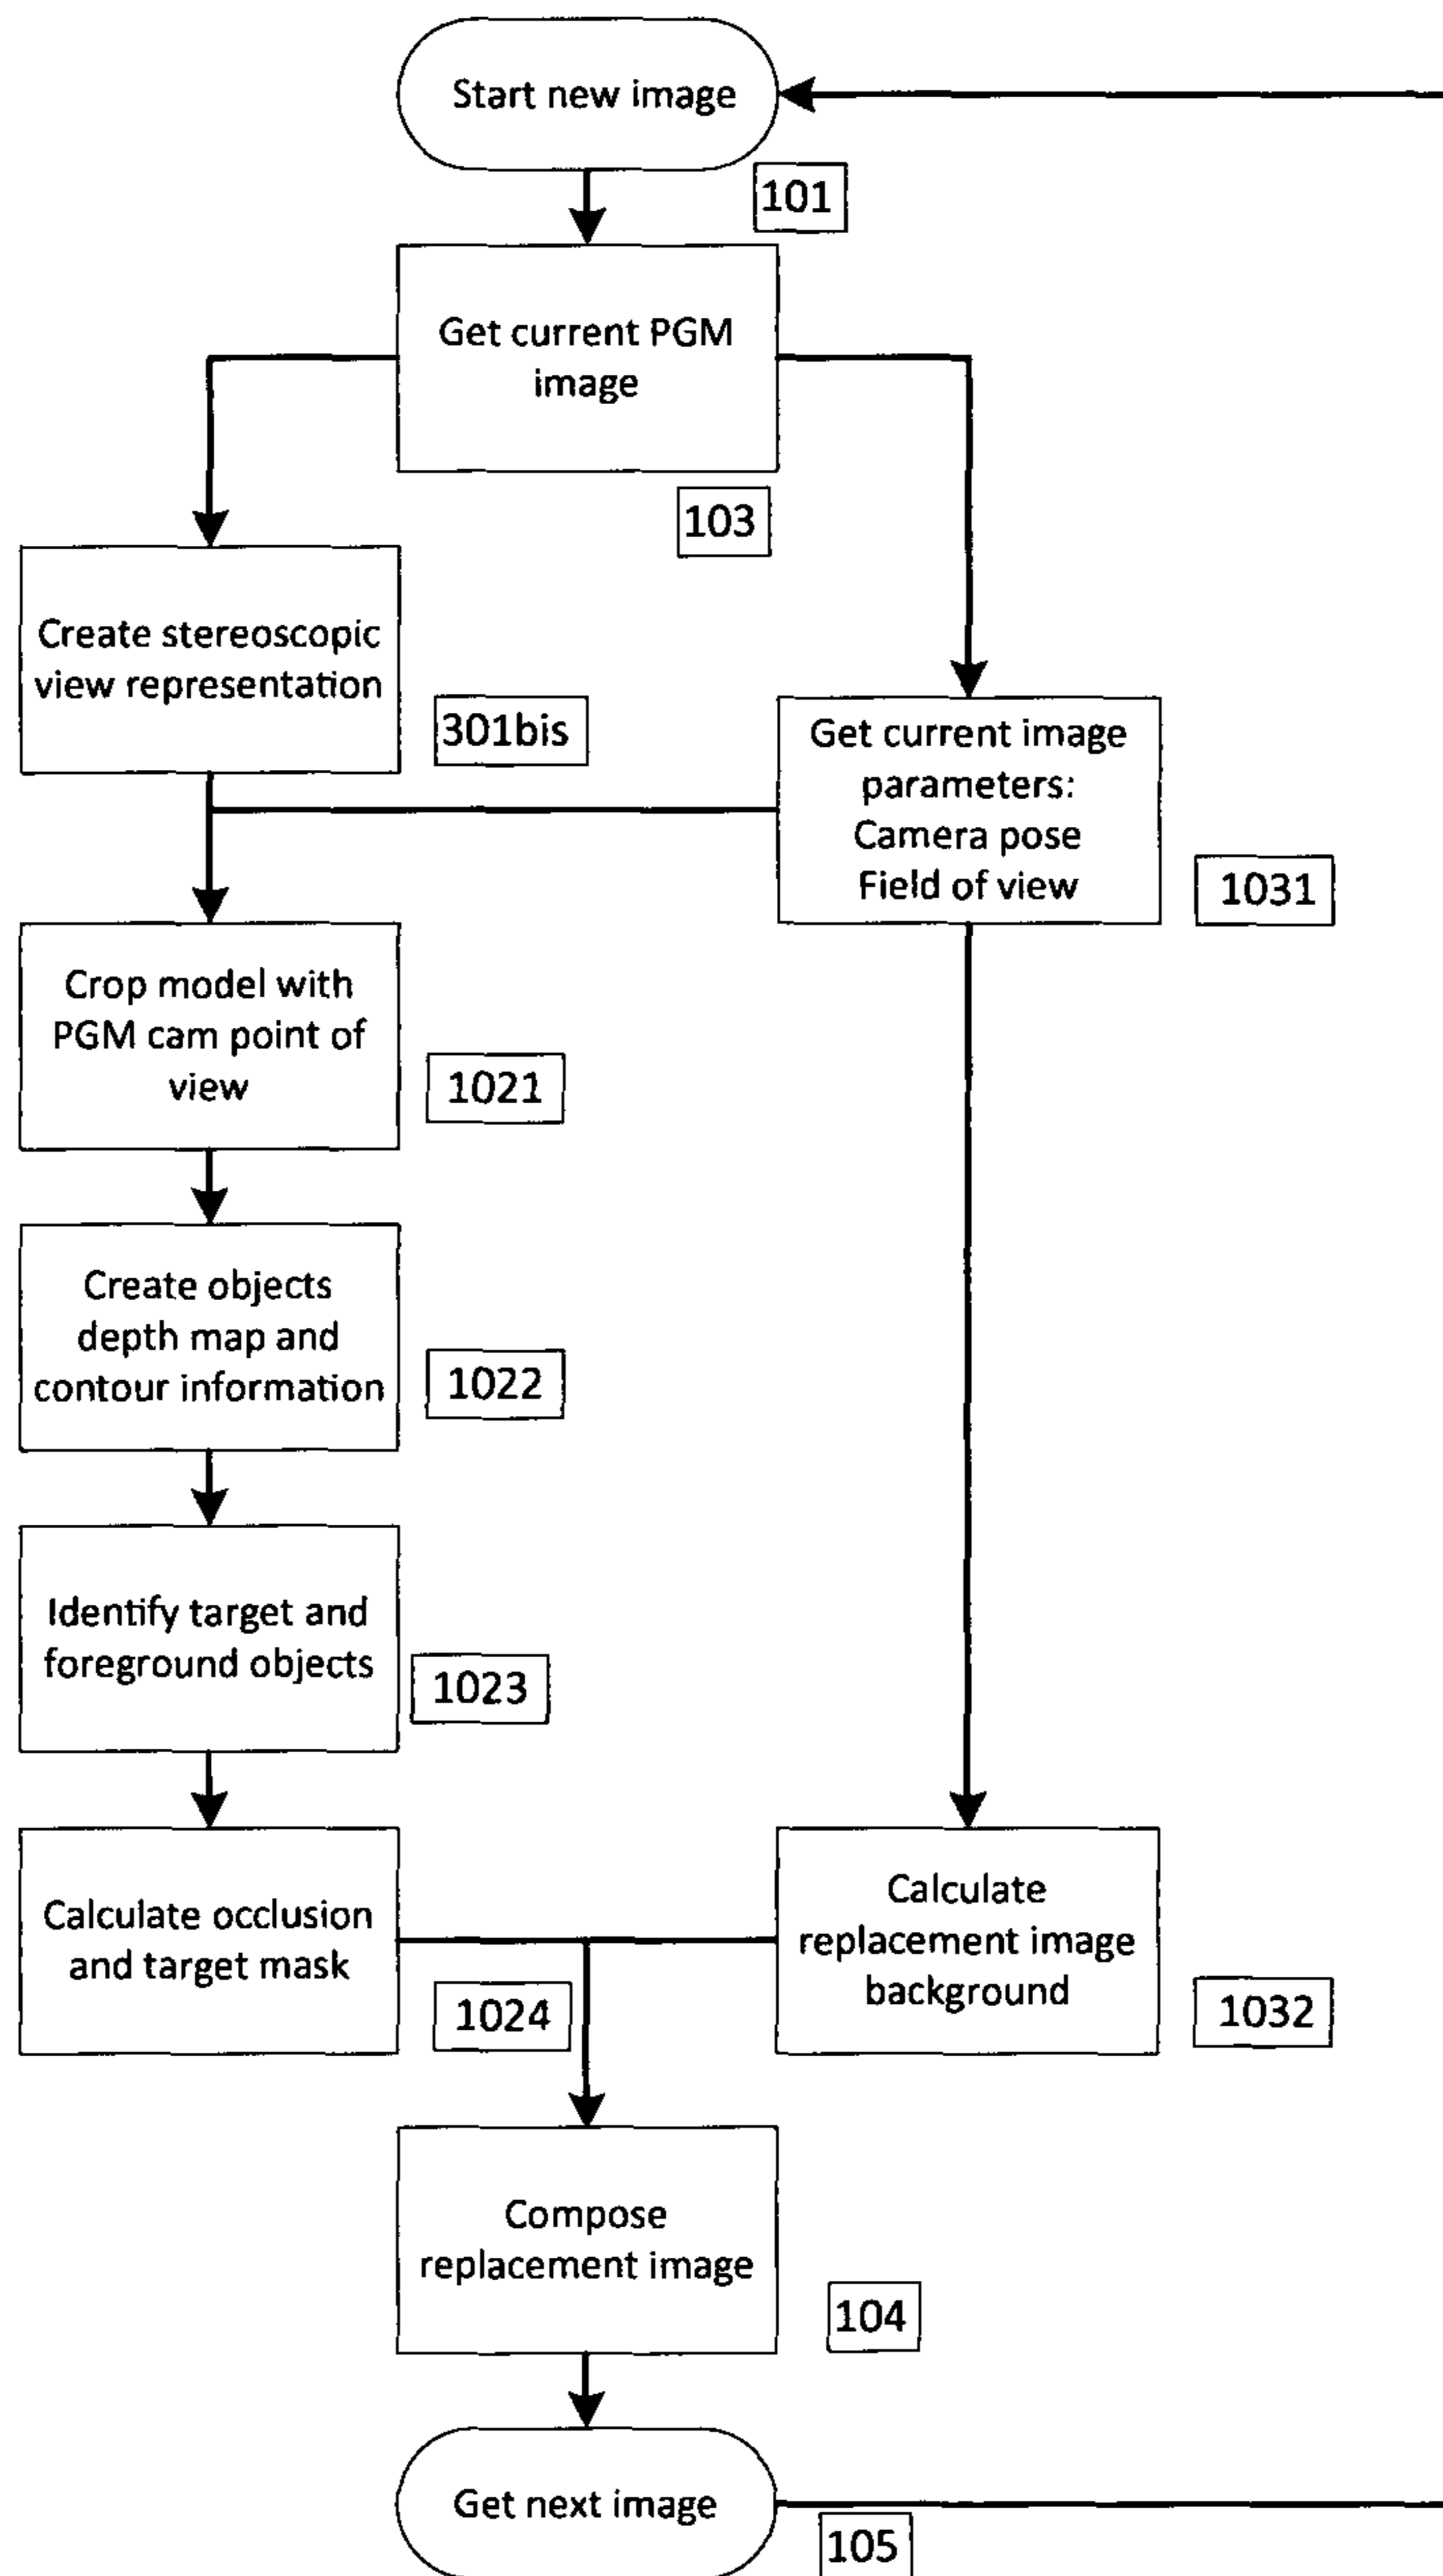 Start new image
101
Get current PGM
image
103
Create stereoscopic
view representation
301bis
Get current image
parameters:
Camera pose
Field of view
1031
Crop model with
PGM cam point of
view
1021
Create objects
depth map and
contour information
1022
Identify target and
foreground objects
1023
Calculate occlusion
and target mask
1024
Calculate
replacement image
background
1032
Compose
replacement image
104
Get next image
105